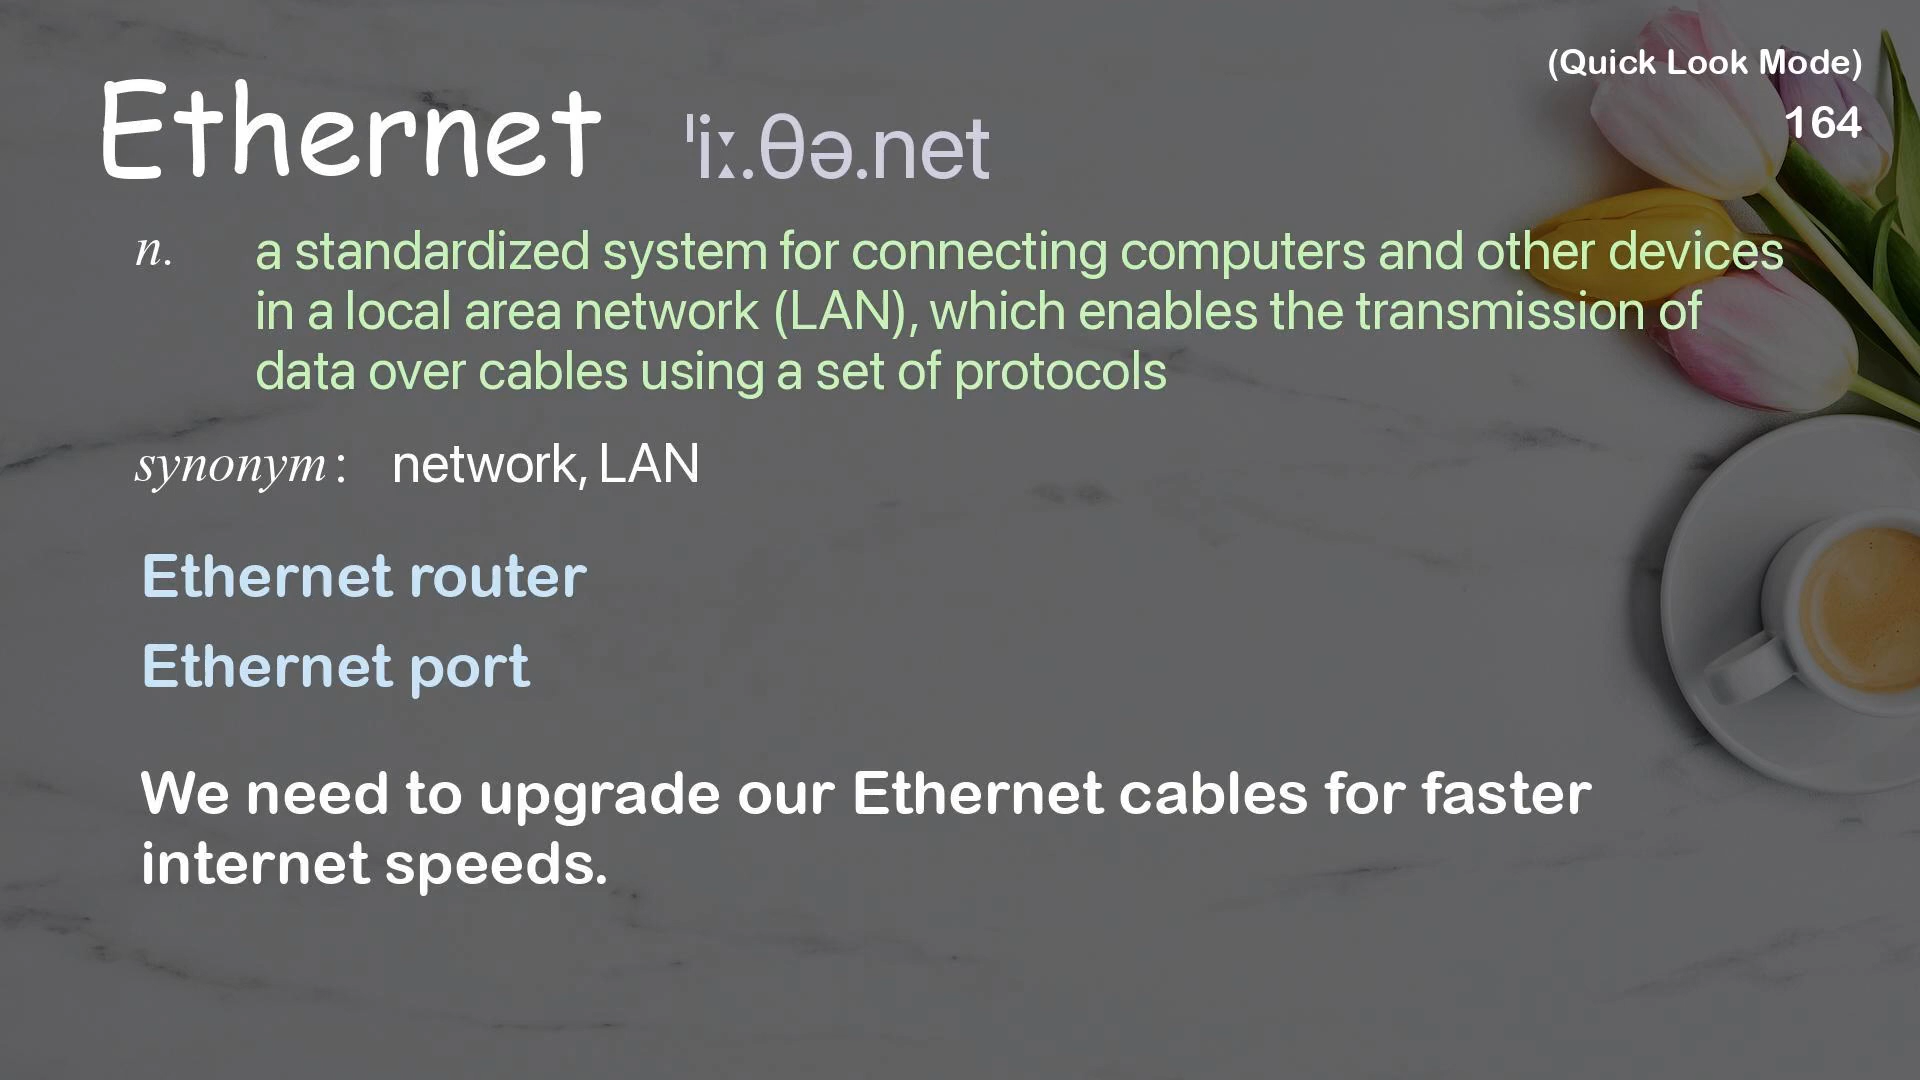 (Quick Look Mode)
164
Ethernet ˈiː.θə.net
n. a standardized system for connecting computers and other devices
in a local area network (LAN), which enables the transmission of
data over cables using a set of protocols
synonym: network, LAN
Ethernet router
Ethernet port
We need to upgrade our Ethernet cables for faster
internet speeds.